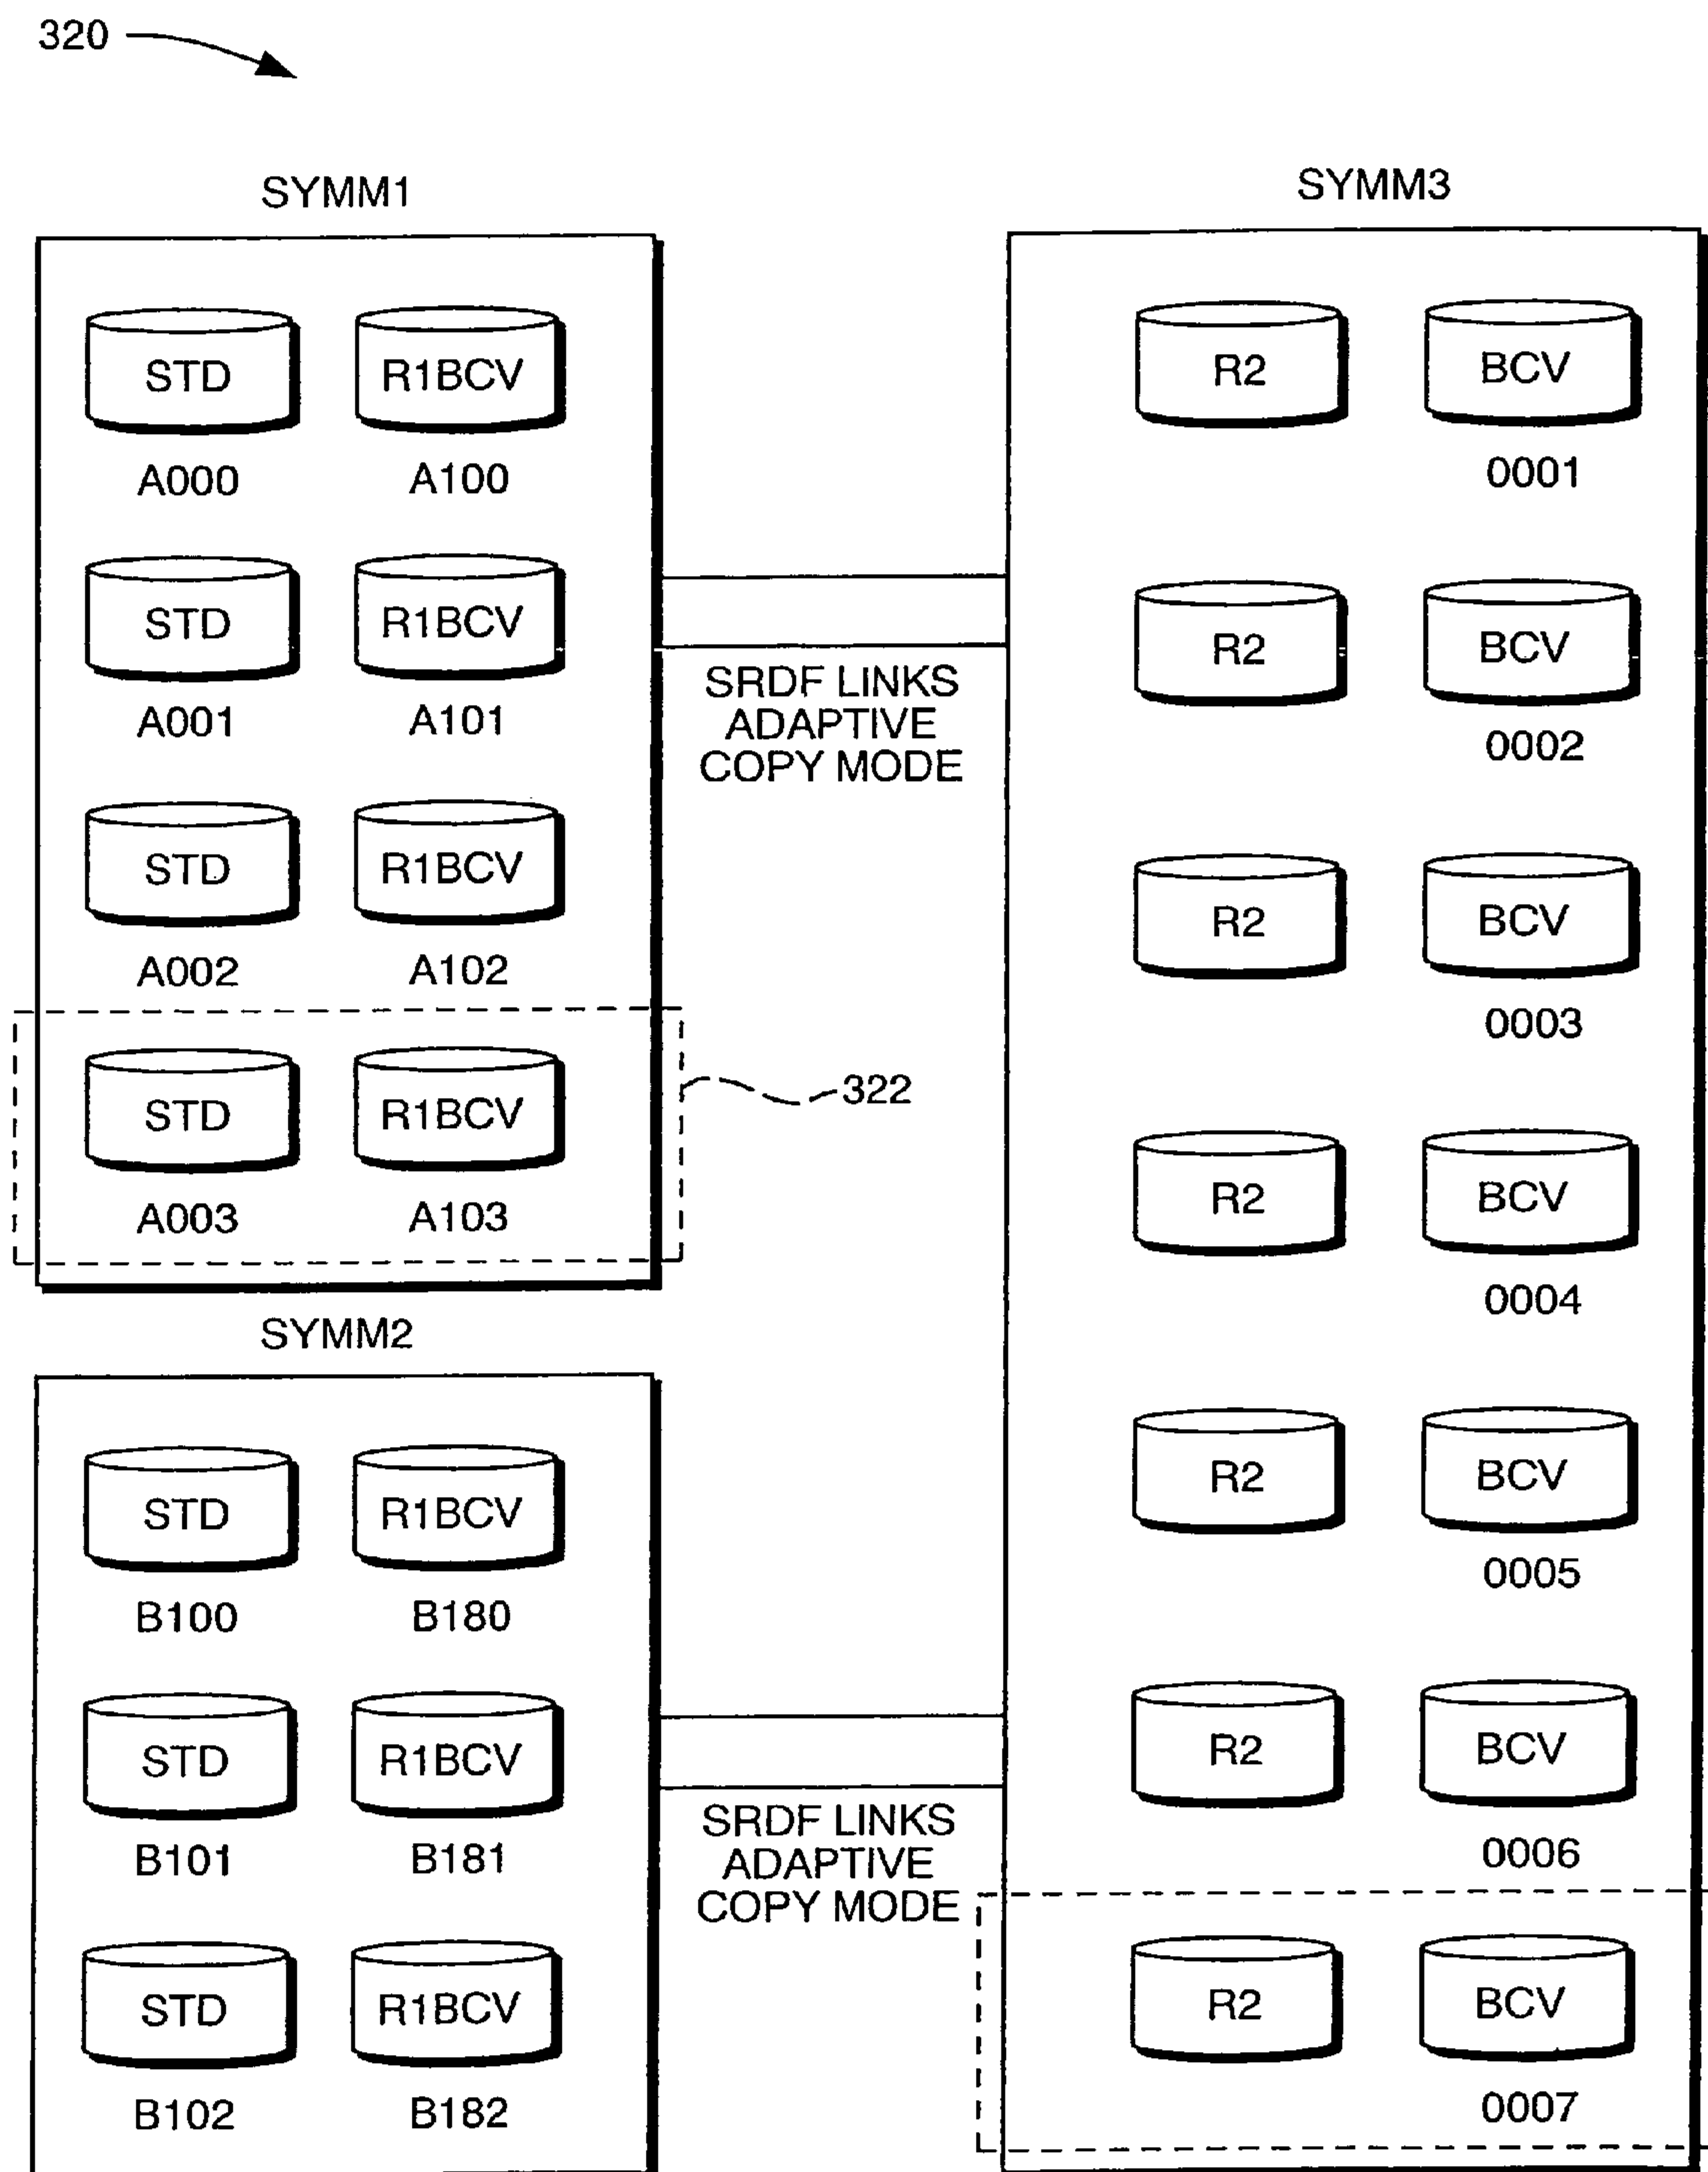 320
SYMM1
STD R1BCV
A000 A100
STD R1BCV
A001 A101
STD R1BCV
A002 A102
STD R1BCV
A003 A103
322
SRDF LINKS
ADAPTIVE
COPY MODE
SYMM2
STD R1BCV
B100 B180
STD R1BCV
B101 B181
STD R1BCV
B102 B182
SRDF LINKS
ADAPTIVE
COPY MODE
SYMM3
R2 BCV
0001
R2 BCV
0002
R2 BCV
0003
R2 BCV
0004
R2 BCV
0005
R2 BCV
0006
R2 BCV
0007